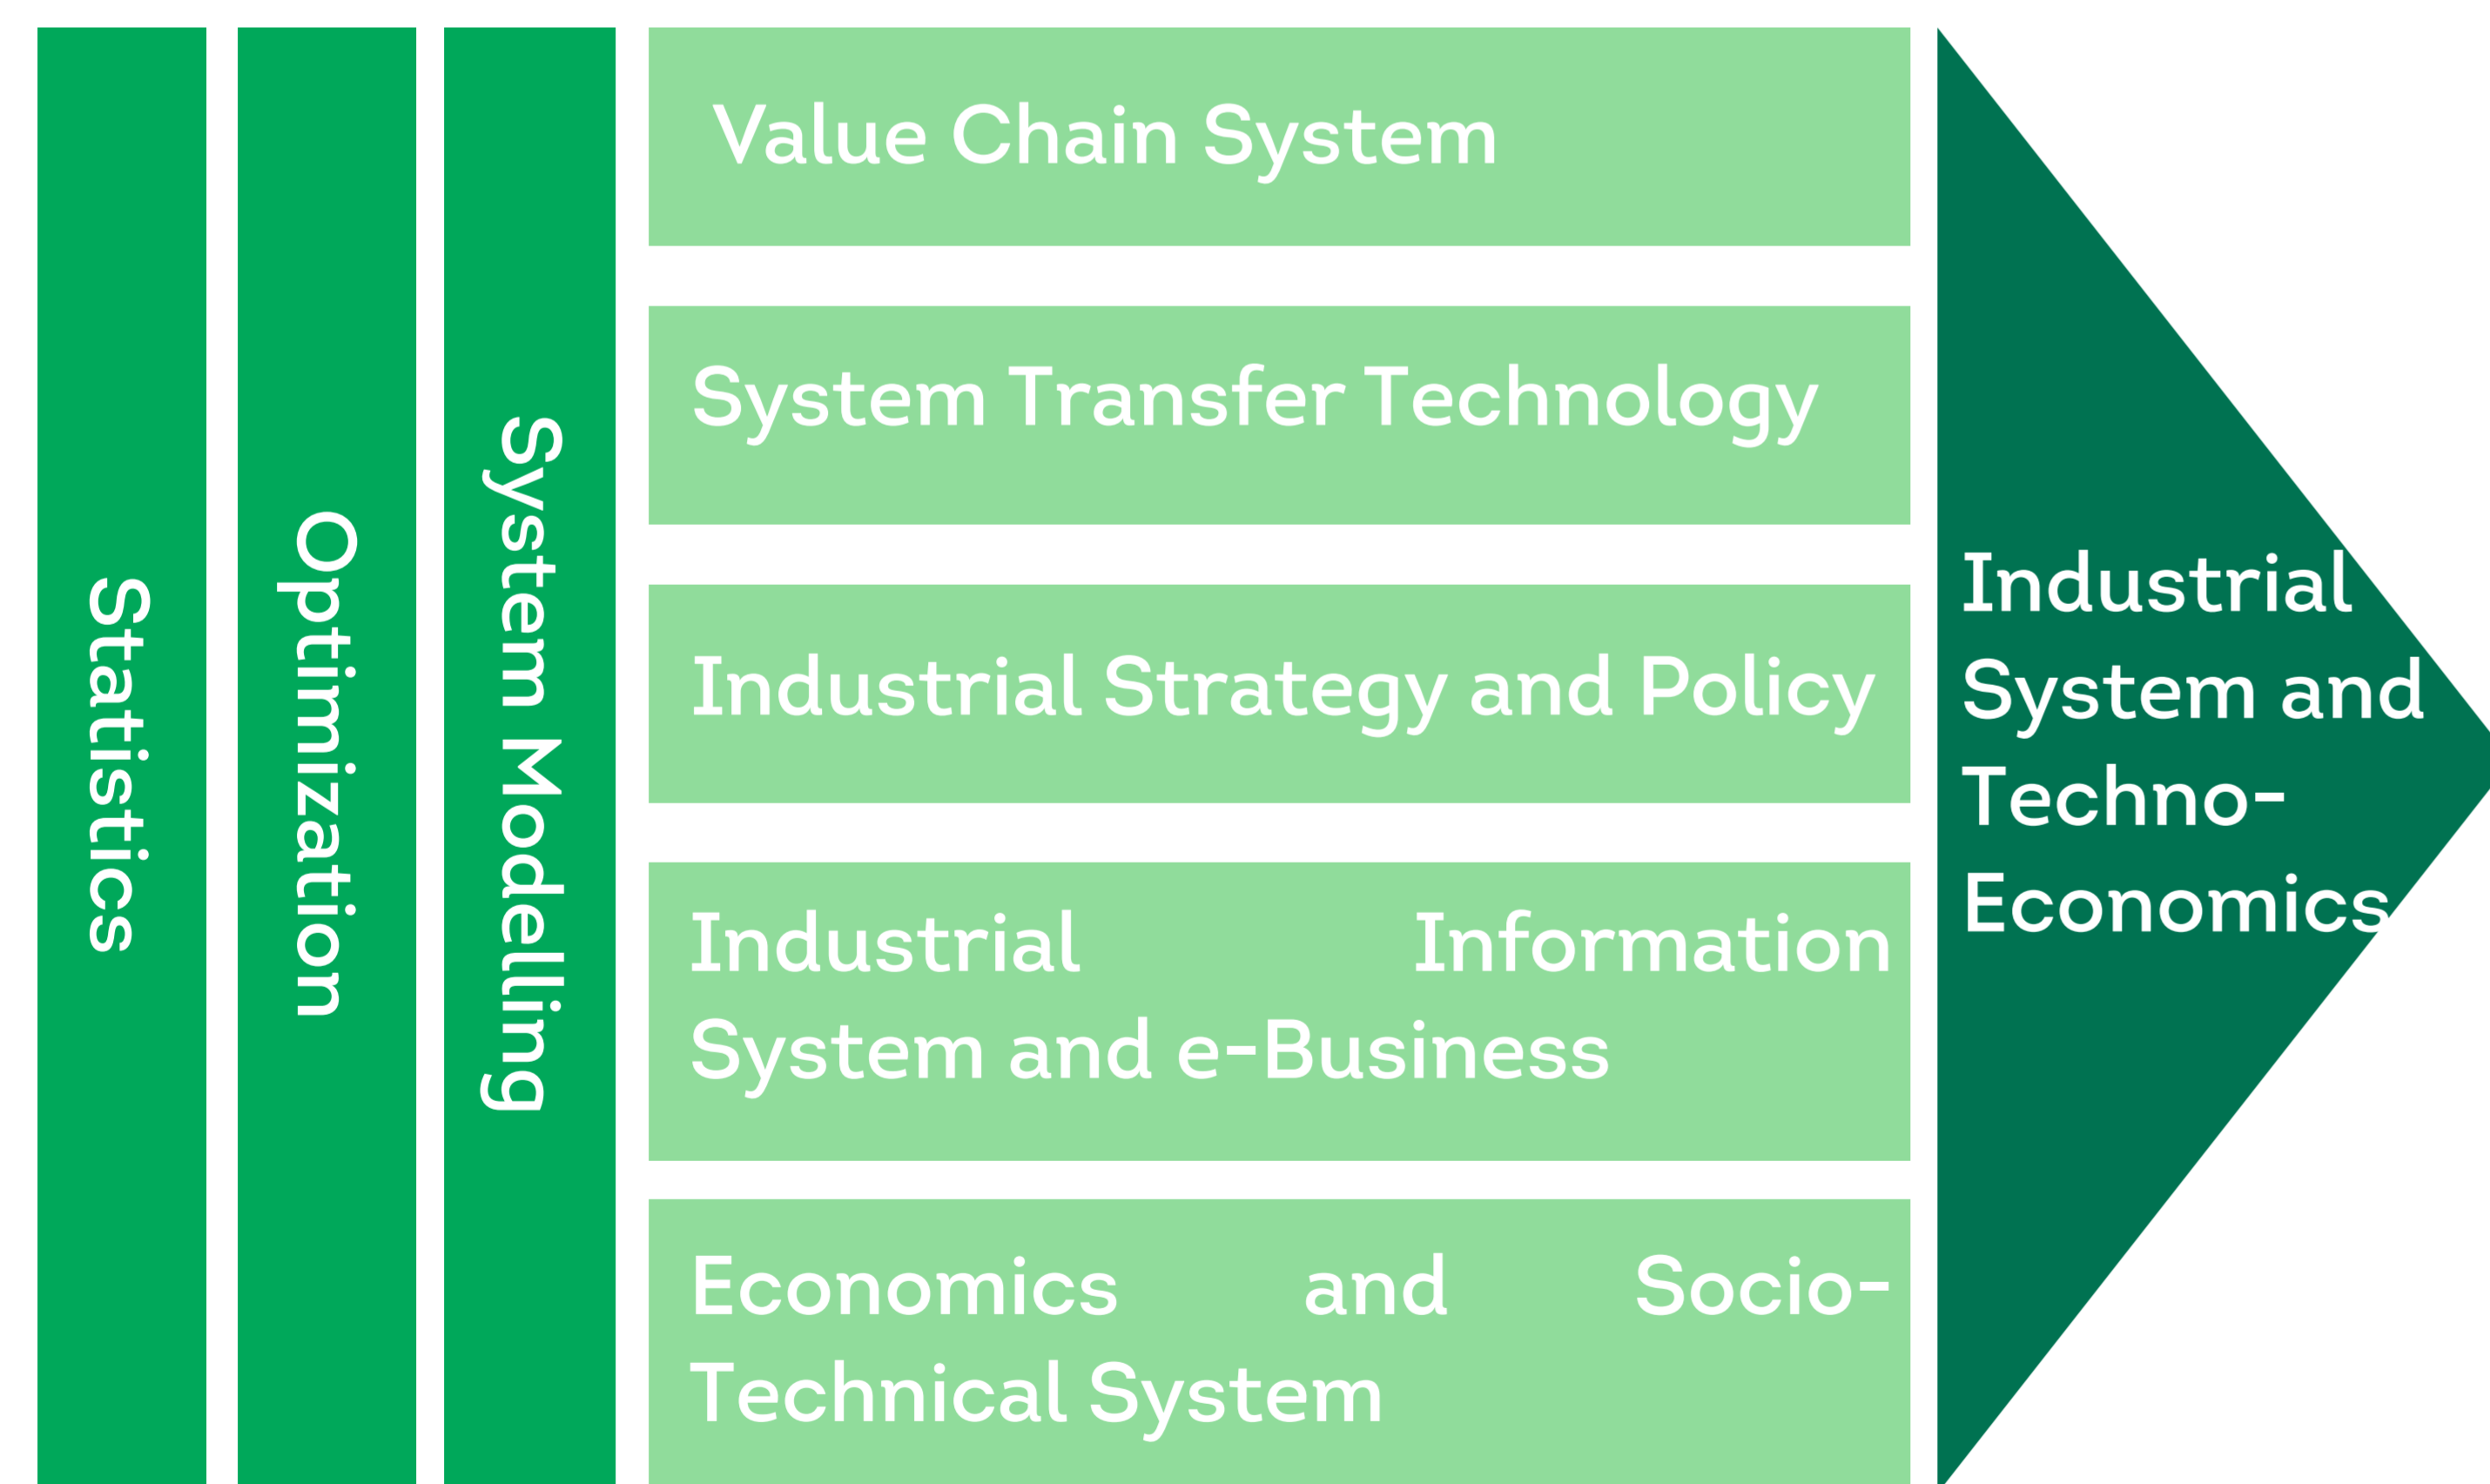 Statistics
Optimization
System Modelling
Value Chain System
System Transfer Technology
Industrial Strategy and Policy
Industrial Information
System and e-Business
Economics and Socio-
Technical System
Industrial
System and
Techno-
Economics